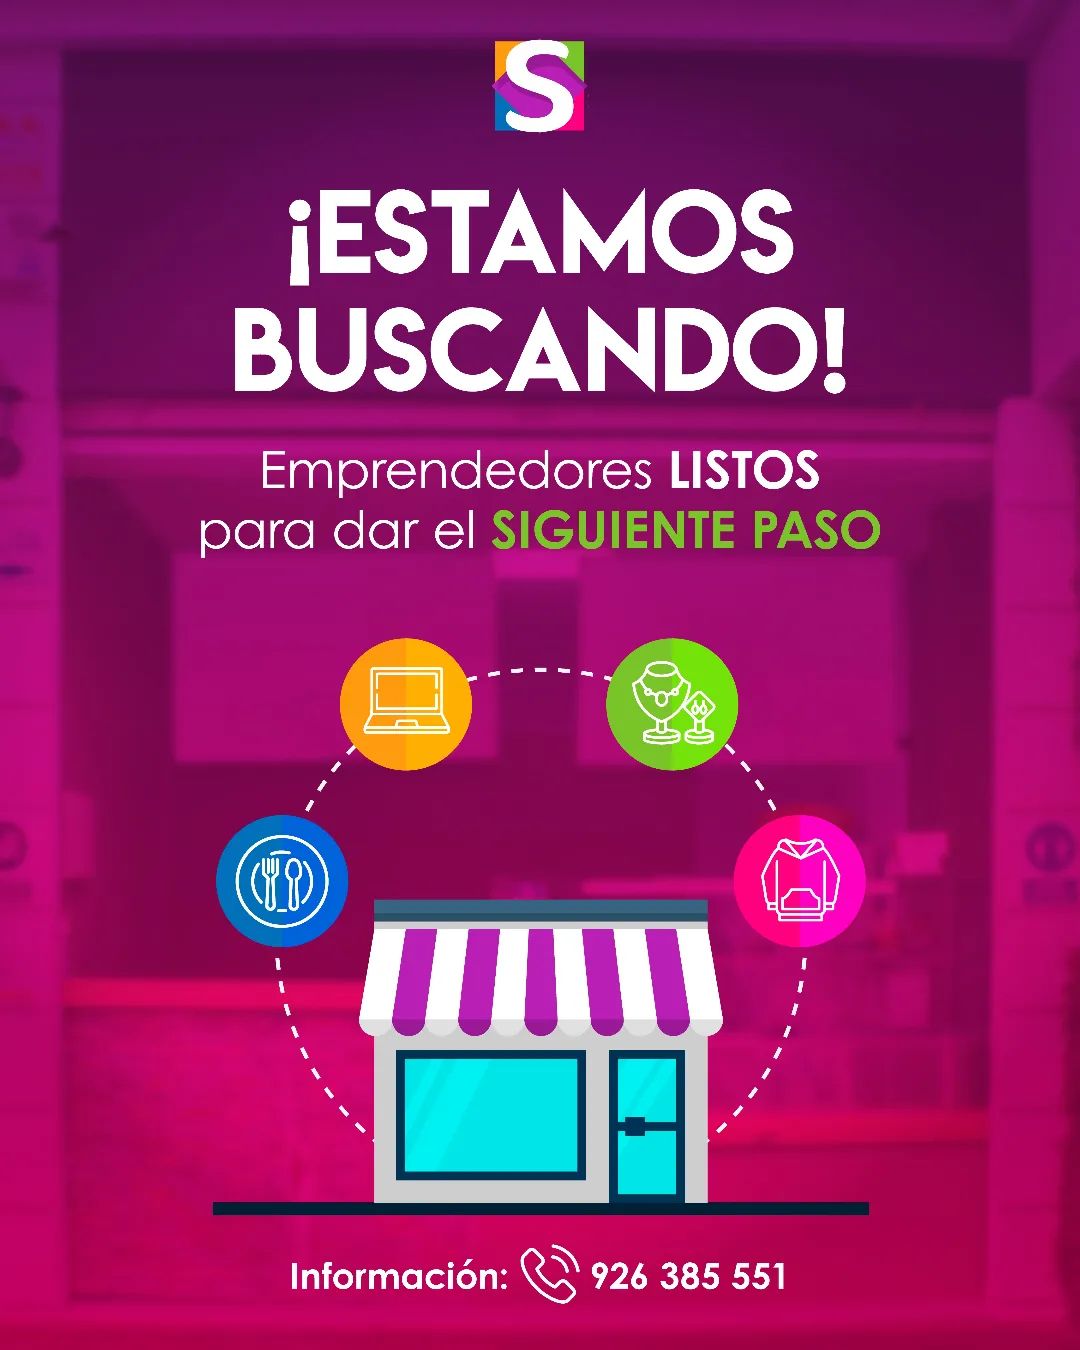 S
¡ESTAMOS
BUSCANDO!
Emprendedores LISTOS
para dar el SIGUIENTE PASO
Información: 926 385 551